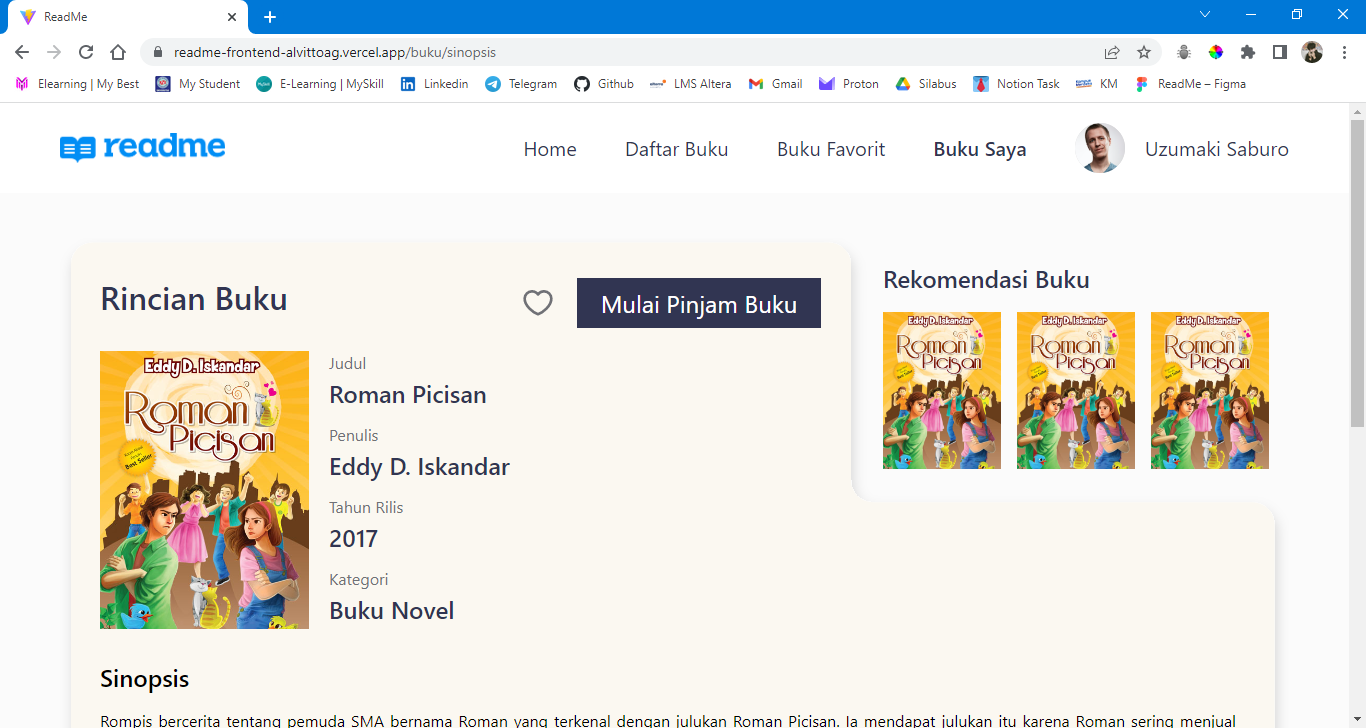 ReadMe
readme-frontend-alvittoag.vercel.app/buku/sinopsis
Elearning | My Best
My Student
E-Learning | MySkill
Linkedin
Telegram
Github
LMS Altera
Gmail
Proton
Silabus
Notion Task
KM
ReadMe – Figma
readme
Home
Daftar Buku
Buku Favorit
Buku Saya
Uzumaki Saburo
Rincian Buku
Mulai Pinjam Buku
Eddy D. Iskandar
Roman
Picisan
Best Seller
Judul
Roman Picisan
Penulis
Eddy D. Iskandar
Tahun Rilis
2017
Kategori
Buku Novel
Rekomendasi Buku
Eddy D. Iskandar
Roman
Picisan
Eddy D. Iskandar
Roman
Picisan
Eddy D. Iskandar
Roman
Picisan
Sinopsis
Rompis bercerita tentang pemuda SMA bernama Roman yang terkenal dengan julukan Roman Picisan. Ia mendapat julukan itu karena Roman sering menjual